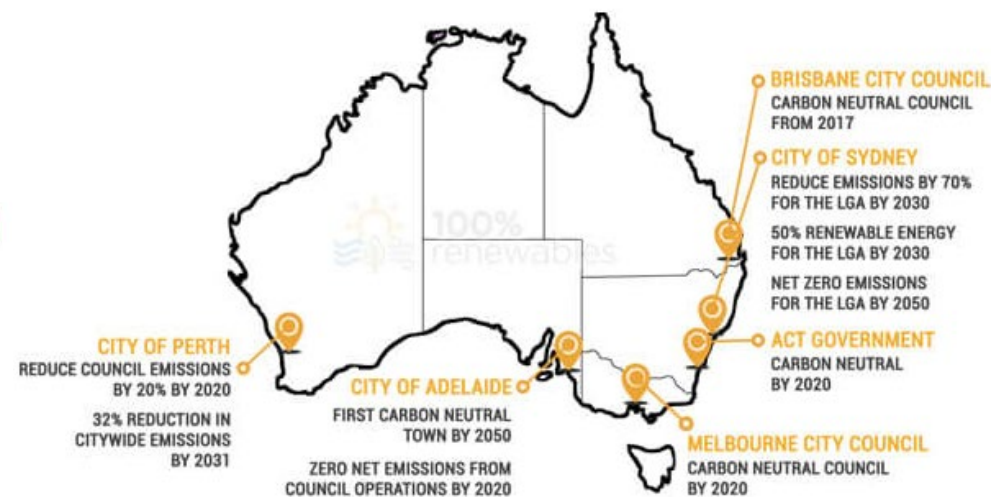 BRISBANE CITY COUNCIL
CARBON NEUTRAL COUNCIL
FROM 2017
CITY OF SYDNEY
REDUCE EMISSIONS BY 70%
FOR THE LGA BY 2030
50% RENEWABLE ENERGY
FOR THE LGA BY 2030
NET ZERO EMISSIONS
FOR THE LGA BY 2050
100%
renewables
ACT GOVERNMENT
CARBON NEUTRAL
BY 2020
CITY OF PERTH
REDUCE COUNCIL EMISSIONS
BY 20% BY 2020
32% REDUCTION IN
CITYWIDE EMISSIONS
BY 2031
CITY OF ADELAIDE
FIRST CARBON NEUTRAL
TOWN BY 2050
ZERO NET EMISSIONS FROM
COUNCIL OPERATIONS BY 2020
MELBOURNE CITY COUNCIL
CARBON NEUTRAL COUNCIL
BY 2020